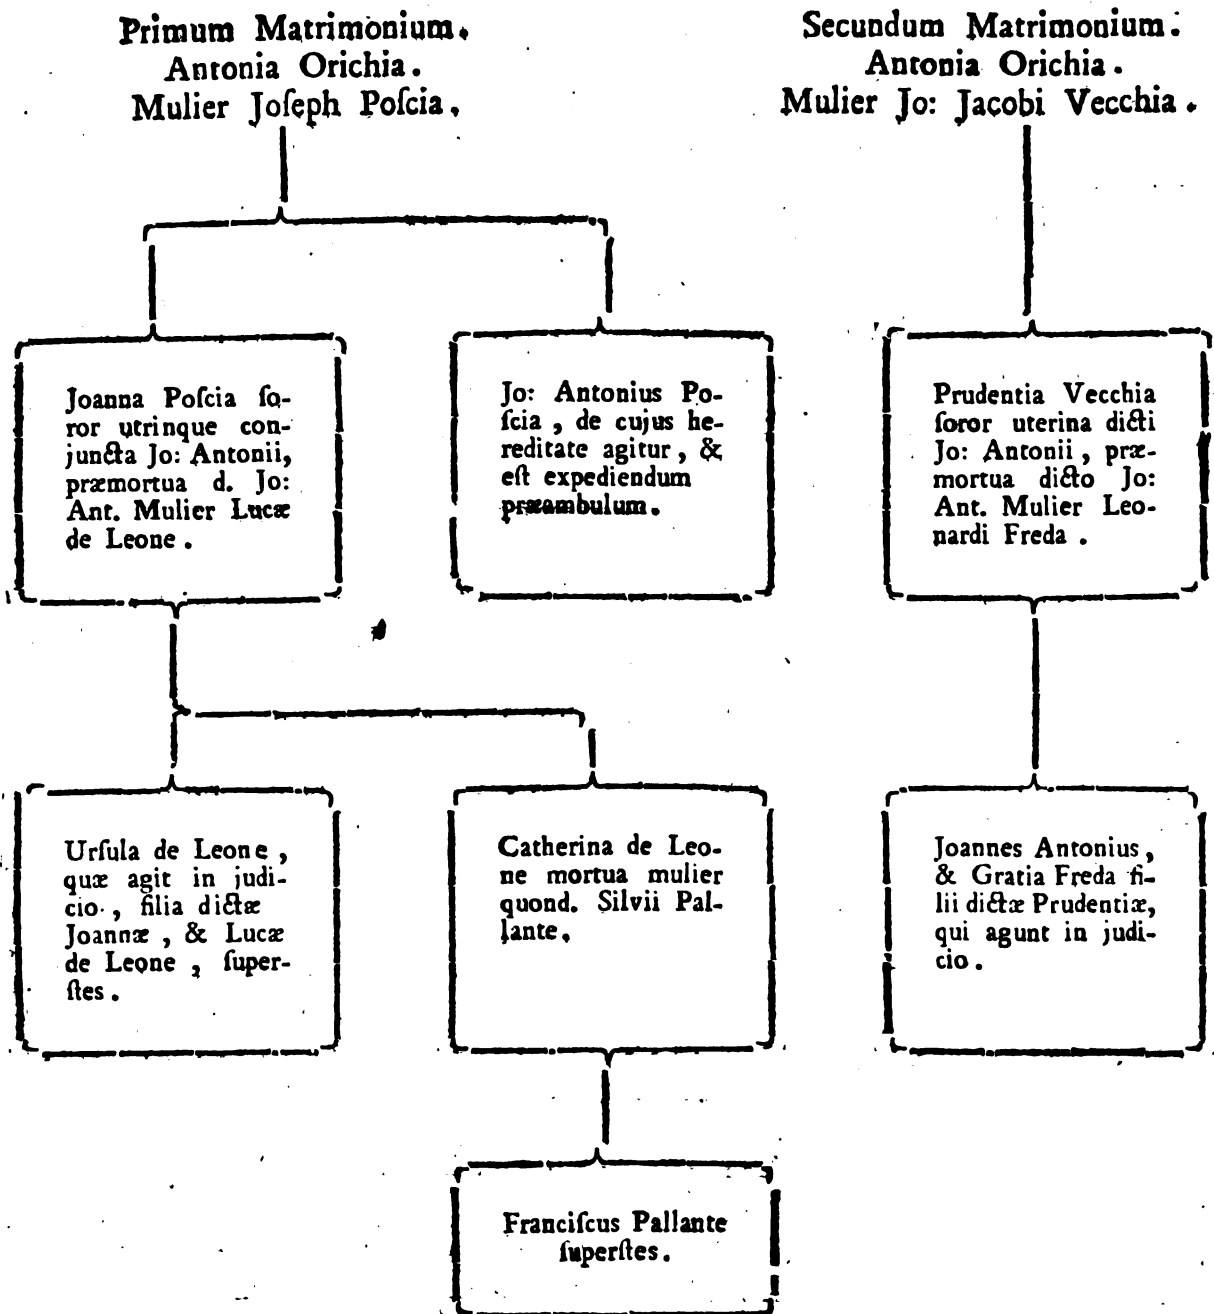 Primum Matrimonium.
Antonia Orichia.
Mulier Joſeph Poſcia.
Secundum Matrimonium.
Antonia Orichia.
Mulier Jo: Jacobi Vecchia.
Joanna Poſcia ſo-
ror utrinque con-
juncta Jo: Antonii,
præmortua d. Jo:
Ant. Mulier Lucæ
de Leone.
Jo: Antonius Po-
ſcia, de cujus he-
reditate agitur, &
eſt expediendum
præambulum.
Prudentia Vecchia
ſoror uterina dicti
Jo: Antonii, præ-
mortua dicto Jo:
Ant. Mulier Leo-
nardi Freda.
Urſula de Leone,
quæ agit in judi-
cio, filia dictæ
Joannæ, & Lucæ
de Leone, ſuper-
ſtes.
Catherina de Leo-
ne mortua mulier
quond. Silvii Pal-
lante.
Joannes Antonius,
& Gratia Freda fi-
lii dictæ Prudentiæ,
qui agunt in judi-
cio.
Franciſcus Pallante
ſuperſtes.